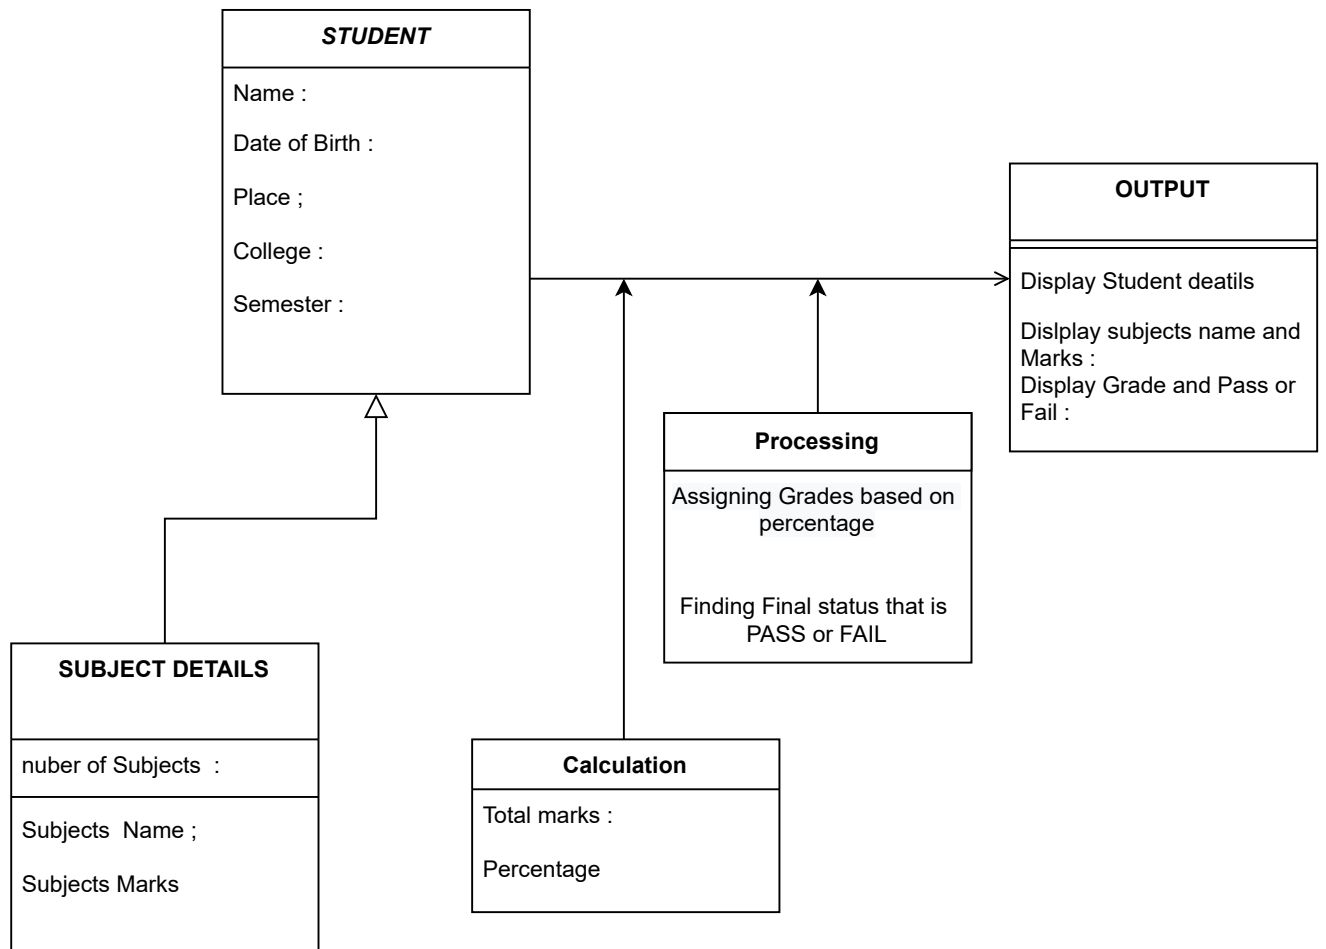 STUDENT
Name :
Date of Birth :
Place ;
College :
Semester :
OUTPUT
Display Student deatils
Dislplay subjects name and
Marks :
Display Grade and Pass or
Fail :
Processing
Assigning Grades based on
percentage
Finding Final status that is
PASS or FAIL
SUBJECT DETAILS
nuber of Subjects  :
Subjects  Name ;
Subjects Marks
Calculation
Total marks :
Percentage